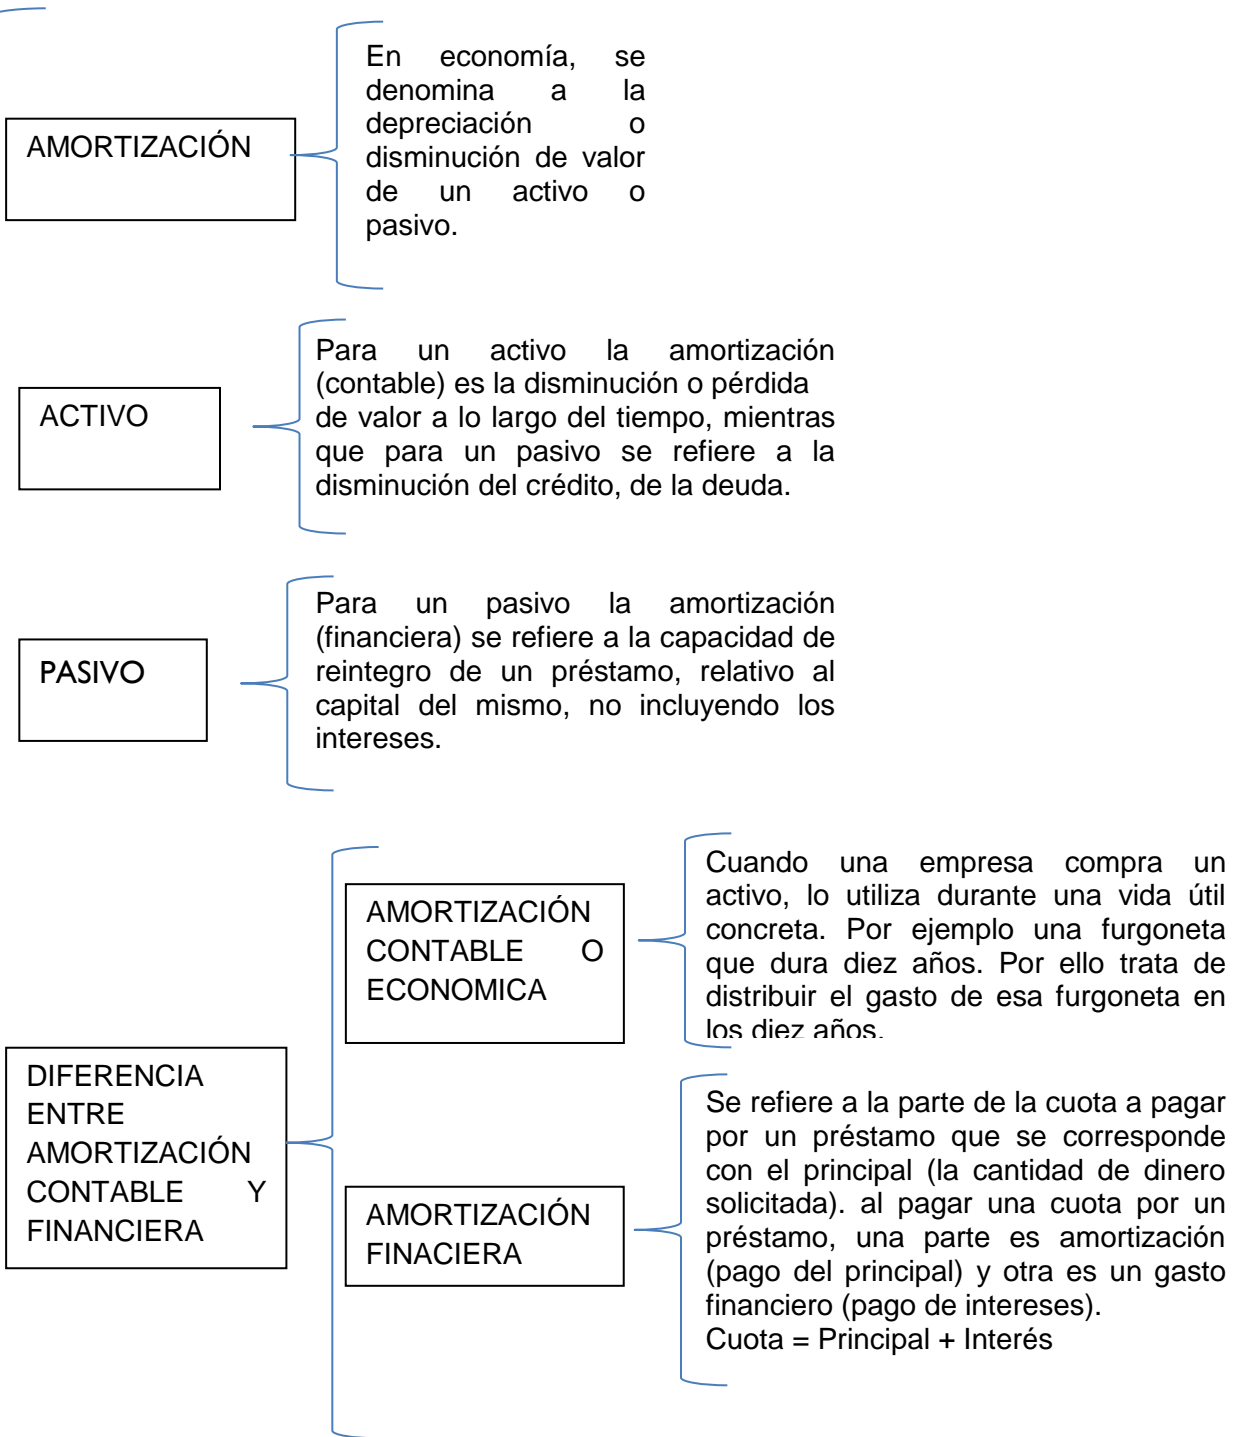 AMORTIZACIÓN
En economía, se
denomina a la
depreciación o
disminución de valor
de un activo o
pasivo.
ACTIVO
Para un activo la amortización
(contable) es la disminución o pérdida
de valor a lo largo del tiempo, mientras
que para un pasivo se refiere a la
disminución del crédito, de la deuda.
PASIVO
Para un pasivo la amortización
(financiera) se refiere a la capacidad de
reintegro de un préstamo, relativo al
capital del mismo, no incluyendo los
intereses.
DIFERENCIA
ENTRE
AMORTIZACIÓN
CONTABLE Y
FINANCIERA
AMORTIZACIÓN
CONTABLE O
ECONOMICA
Cuando una empresa compra un
activo, lo utiliza durante una vida útil
concreta. Por ejemplo una furgoneta
que dura diez años. Por ello trata de
distribuir el gasto de esa furgoneta en
los diez años.
AMORTIZACIÓN
FINACIERA
Se refiere a la parte de la cuota a pagar
por un préstamo que se corresponde
con el principal (la cantidad de dinero
solicitada). al pagar una cuota por un
préstamo, una parte es amortización
(pago del principal) y otra es un gasto
financiero (pago de intereses).
Cuota = Principal + Interés